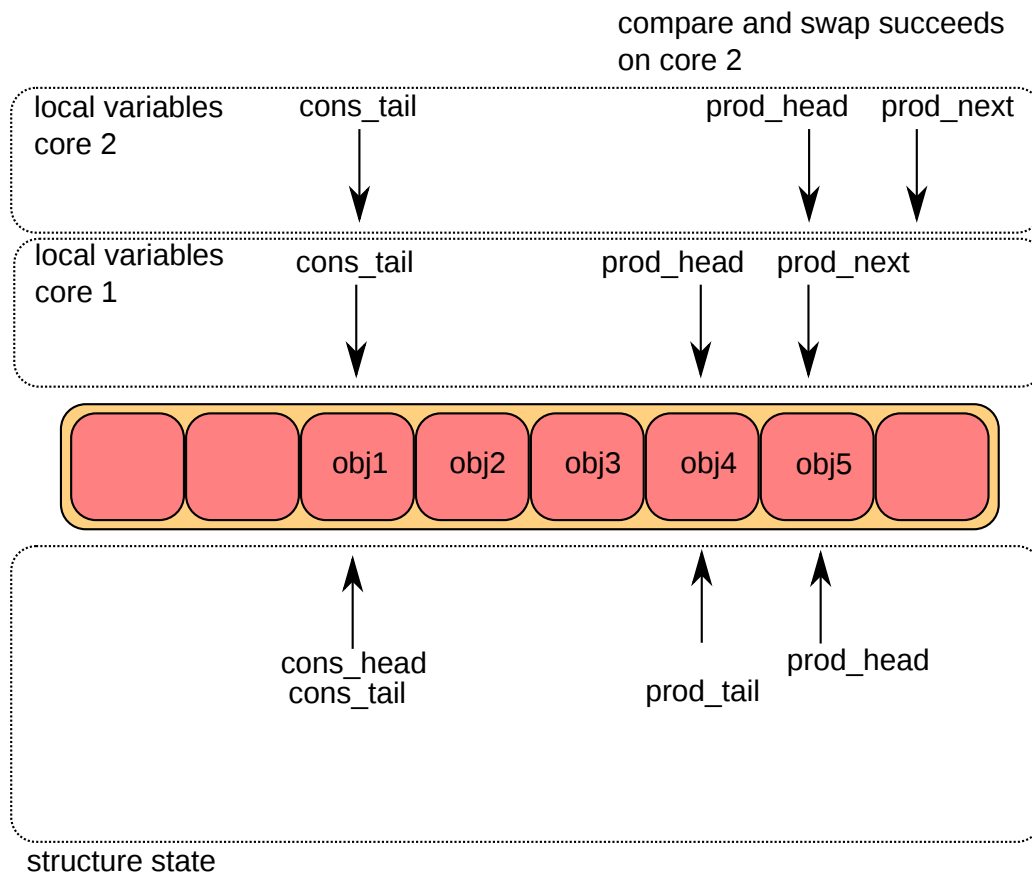 compare and swap succeeds
on core 2
local variables
core 2
cons_tail
prod_head
prod_next
local variables
core 1
cons_tail
prod_head
prod_next
obj1
obj2
obj3
obj4
obj5
cons_head
cons_tail
prod_tail
prod_head
structure state